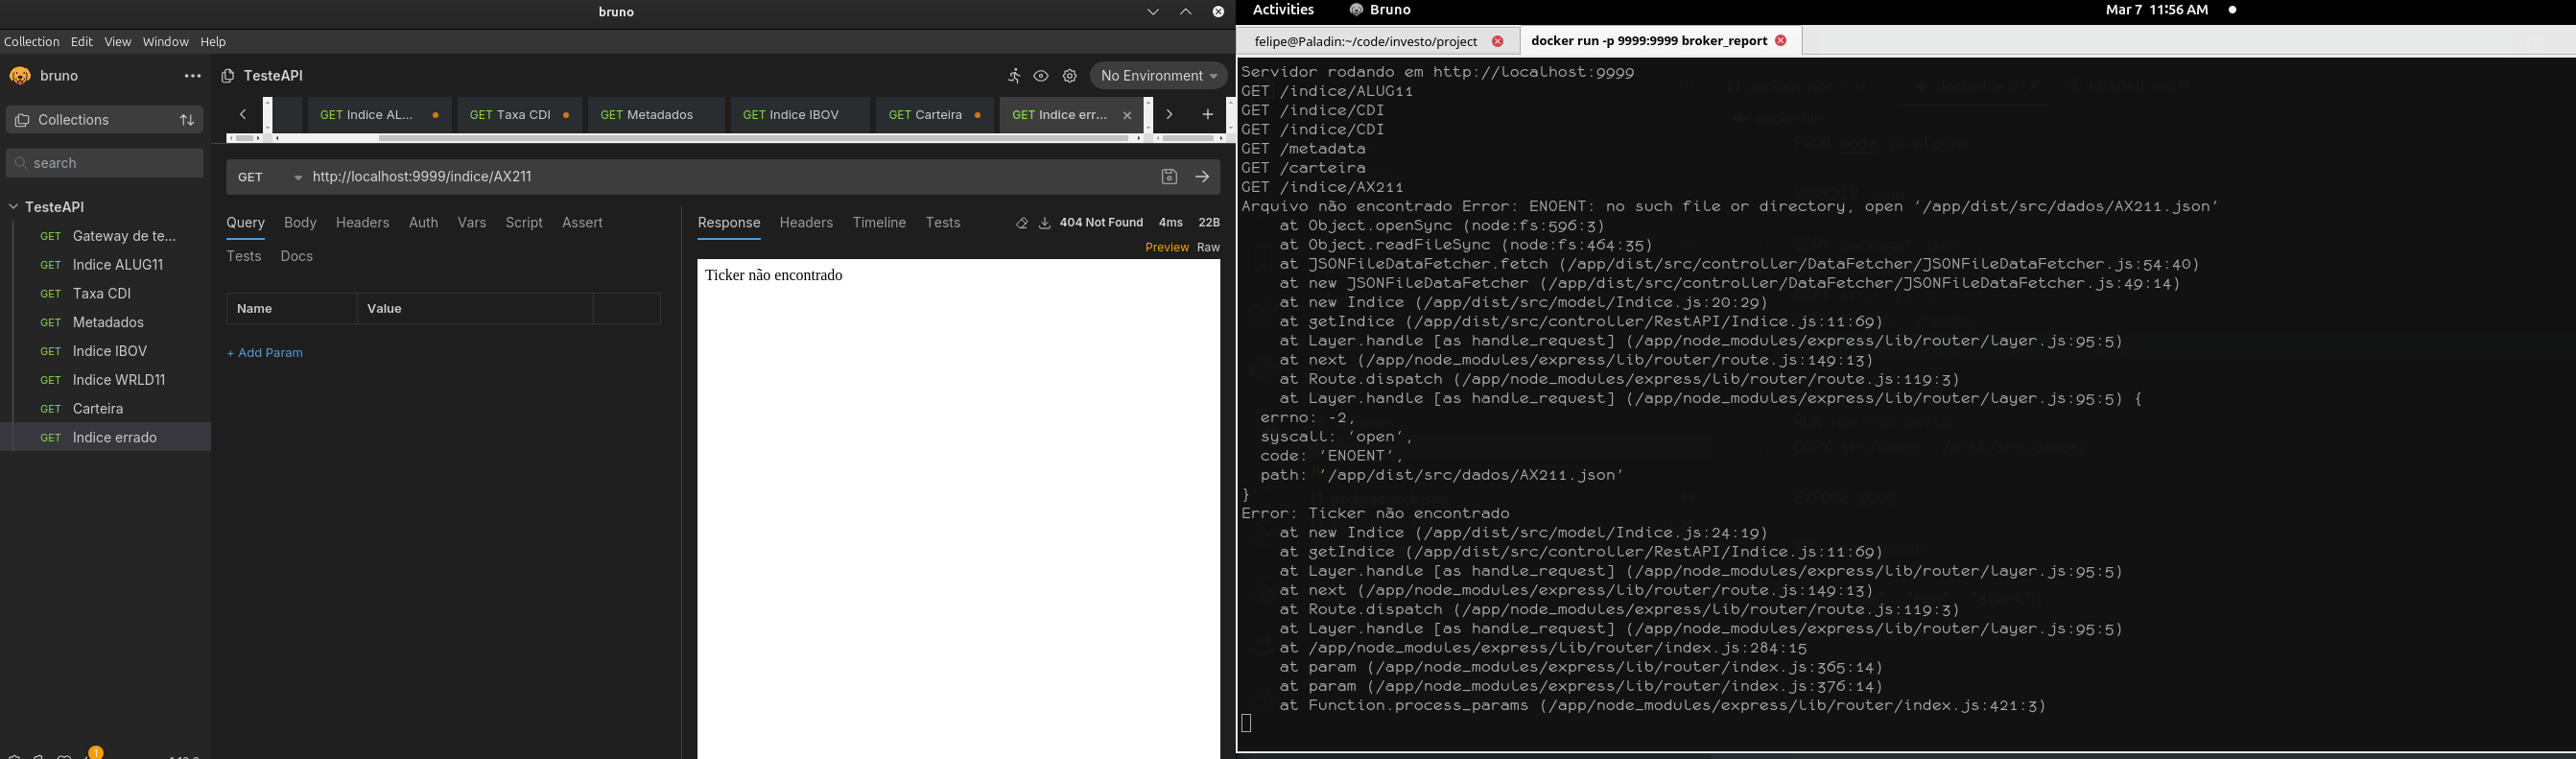 bruno
Collection Edit View Window Help
bruno
Collections
search
TesteAPI
GET Gateway de te...
GET Indice ALUG11
GET Taxa CDI
GET Metadados
GET Indice IBOV
GET Indice WRLD11
GET Carteira
GET Indice errado
1
TesteAPI
No Environment
GET Indice AL...
GET Taxa CDI
GET Metadados
GET Indice IBOV
GET Carteira
GET Indice err...
GET http://localhost:9999/indice/AX211
Query Body Headers Auth Vars Script Assert
Tests Docs
Name Value
+ Add Param
Response Headers Timeline Tests 404 Not Found 4ms 22B
Preview Raw
Ticker não encontrado
Activities Bruno Mar 7 11:56 AM
felipe@Paladin:~/code/investo/project docker run -p 9999:9999 broker_report
Servidor rodando em http://localhost:9999
GET /indice/ALUG11
GET /indice/CDI
GET /indice/CDI
GET /metadata
GET /carteira
GET /indice/AX211
Arquivo não encontrado Error: ENOENT: no such file or directory, open '/app/dist/src/dados/AX211.json'
at Object.openSync (node:fs:596:3)
at Object.readFileSync (node:fs:464:35)
at JSONFileDataFetcher.fetch (/app/dist/src/controller/DataFetcher/JSONFileDataFetcher.js:54:40)
at new JSONFileDataFetcher (/app/dist/src/controller/DataFetcher/JSONFileDataFetcher.js:49:14)
at new Indice (/app/dist/src/model/Indice.js:20:29)
at getIndice (/app/dist/src/controller/RestAPI/Indice.js:11:69)
at Layer.handle [as handle_request] (/app/node_modules/express/lib/router/layer.js:95:5)
at next (/app/node_modules/express/lib/router/route.js:149:13)
at Route.dispatch (/app/node_modules/express/lib/router/route.js:119:3)
at Layer.handle [as handle_request] (/app/node_modules/express/lib/router/layer.js:95:5) {
errno: -2,
syscall: 'open',
code: 'ENOENT',
path: '/app/dist/src/dados/AX211.json'
}
Error: Ticker não encontrado
at new Indice (/app/dist/src/model/Indice.js:24:19)
at getIndice (/app/dist/src/controller/RestAPI/Indice.js:11:69)
at Layer.handle [as handle_request] (/app/node_modules/express/lib/router/layer.js:95:5)
at next (/app/node_modules/express/lib/router/route.js:149:13)
at Route.dispatch (/app/node_modules/express/lib/router/route.js:119:3)
at Layer.handle [as handle_request] (/app/node_modules/express/lib/router/layer.js:95:5)
at /app/node_modules/express/lib/router/index.js:284:15
at param (/app/node_modules/express/lib/router/index.js:365:14)
at param (/app/node_modules/express/lib/router/index.js:376:14)
at Function.process_params (/app/node_modules/express/lib/router/index.js:421:3)